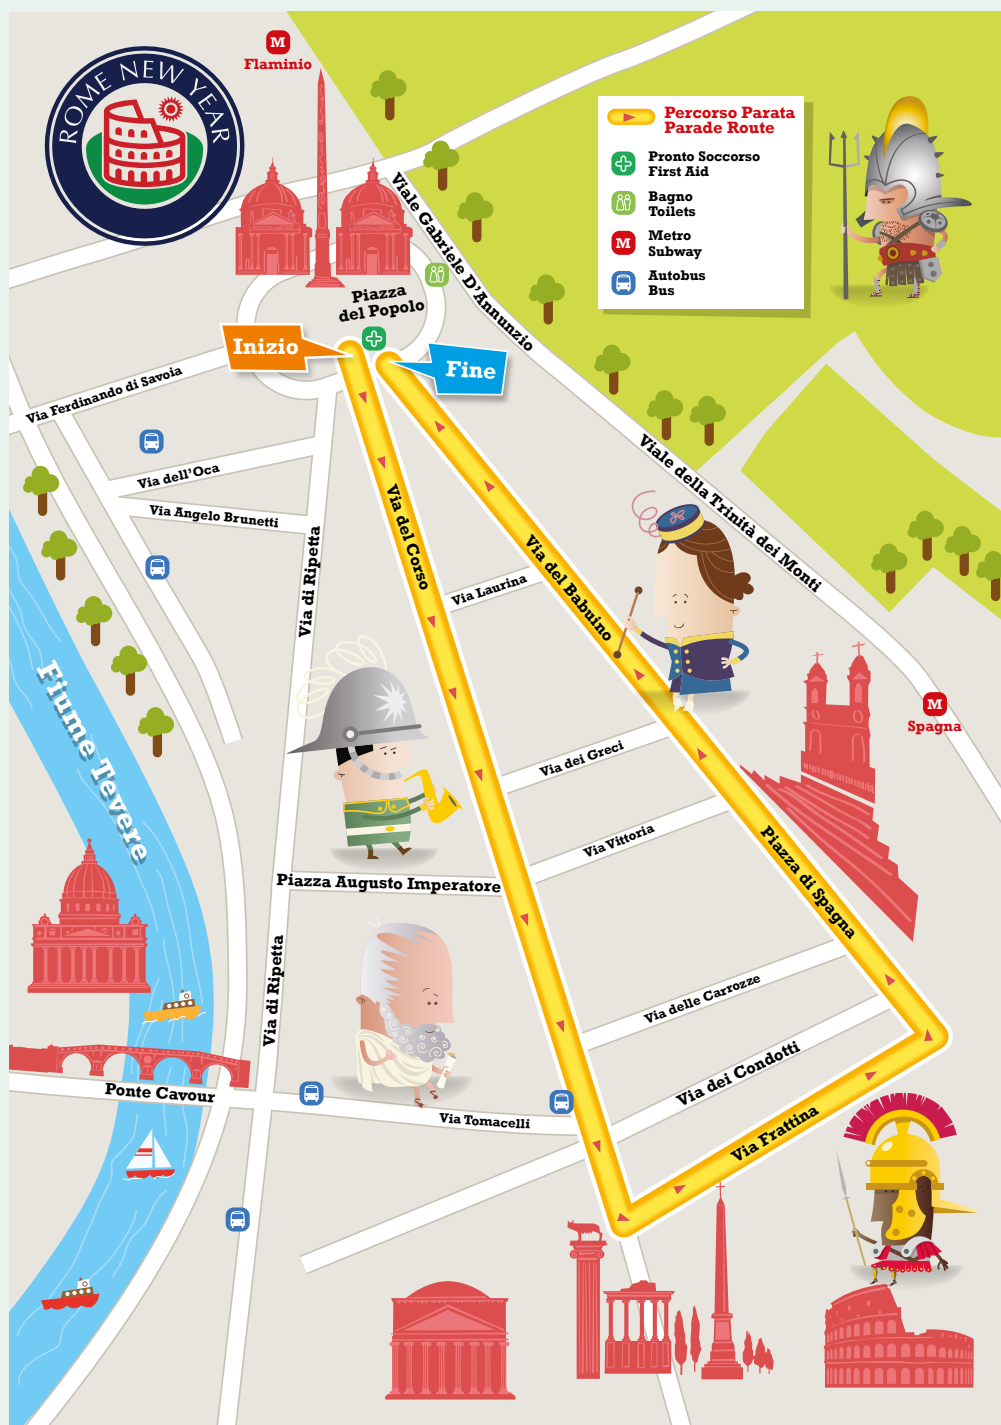 ROME NEW YEAR
M
Flaminio
Percorso Parata
Parade Route
Pronto Soccorso
First Aid
Bagno
Toilets
M
Metro
Subway
Autobus
Bus
Viale Gabriele D'Annunzio
Piazza
del Popolo
Inizio
Fine
Via Ferdinando di Savoia
Via dell'Oca
Via Angelo Brunetti
Via di Ripetta
Via del Corso
Via Laurina
Via del Babuino
Viale della Trinità dei Monti
Fiume Tevere
M
Spagna
Via dei Greci
Via Vittoria
Piazza di Spagna
Piazza Augusto Imperatore
Via di Ripetta
Via delle Carrozze
Via dei Condotti
Ponte Cavour
Via Tomacelli
Via Frattina